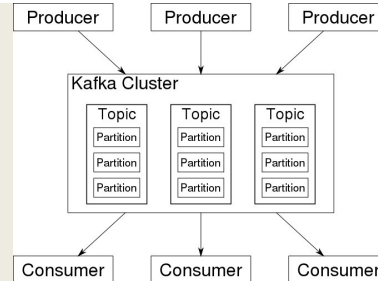 Producer Producer Producer
Kafka Cluster
Topic Topic Topic
Partition Partition Partition
Partition Partition Partition
Partition Partition Partition
Consumer Consumer Consumer